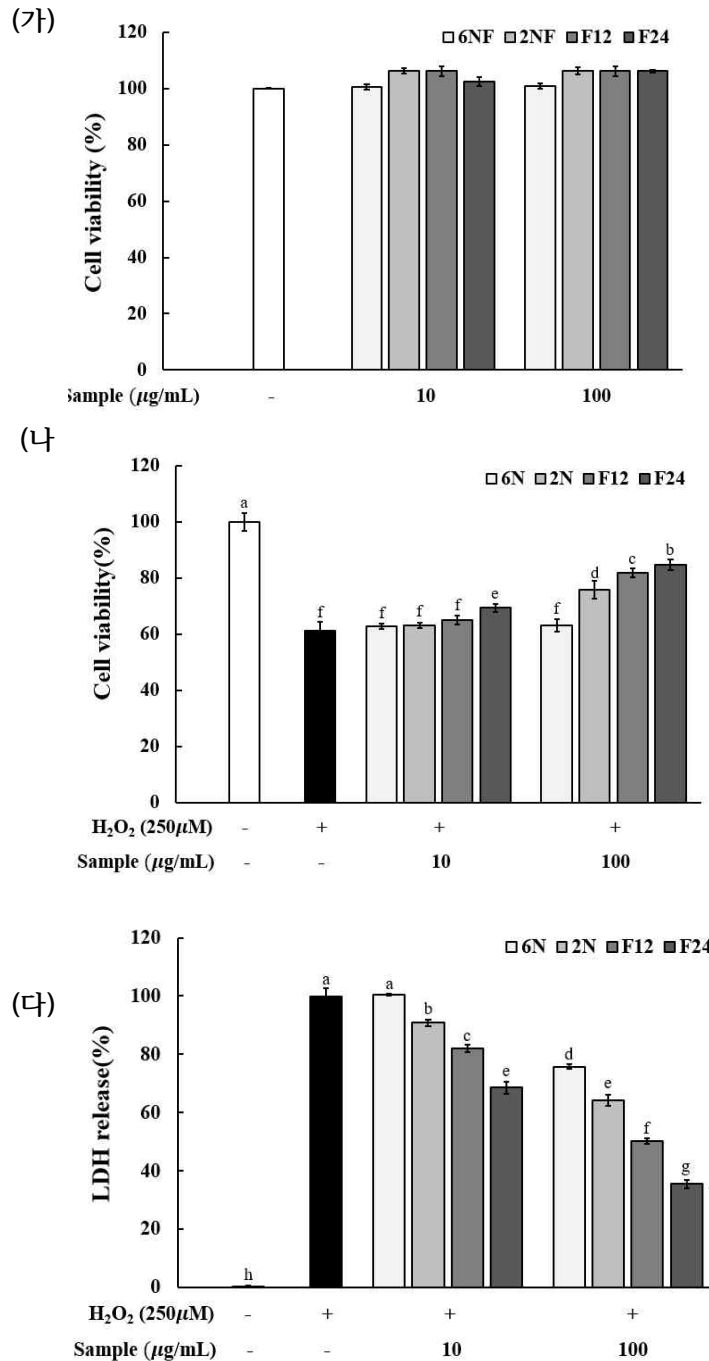 (가)
120
100
80
60
40
20
0
Cell viability (%)
6NF 2NF F12 F24
Sample (μg/mL) - 10 100
(나
120
100
80
60
40
20
0
Cell viability(%)
6N 2N F12 F24
a f f f f e f d c b
H₂O₂ (250μM) - + + +
Sample (μg/mL) - - 10 100
(다)
120
100
80
60
40
20
0
LDH release(%)
6N 2N F12 F24
h a a b c e d e f g
H₂O₂ (250μM) - + + +
Sample (μg/mL) - - 10 100